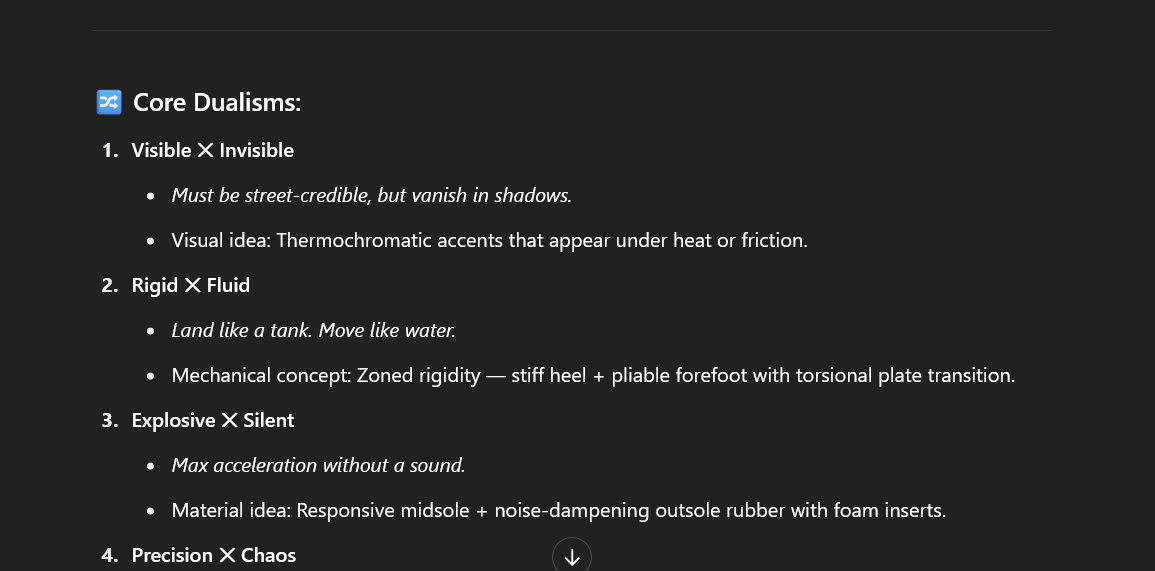 🔀 Core Dualisms:
1. Visible ✕ Invisible
• Must be street-credible, but vanish in shadows.
• Visual idea: Thermochromatic accents that appear under heat or friction.
2. Rigid ✕ Fluid
• Land like a tank. Move like water.
• Mechanical concept: Zoned rigidity — stiff heel + pliable forefoot with torsional plate transition.
3. Explosive ✕ Silent
• Max acceleration without a sound.
• Material idea: Responsive midsole + noise-dampening outsole rubber with foam inserts.
4. Precision ✕ Chaos